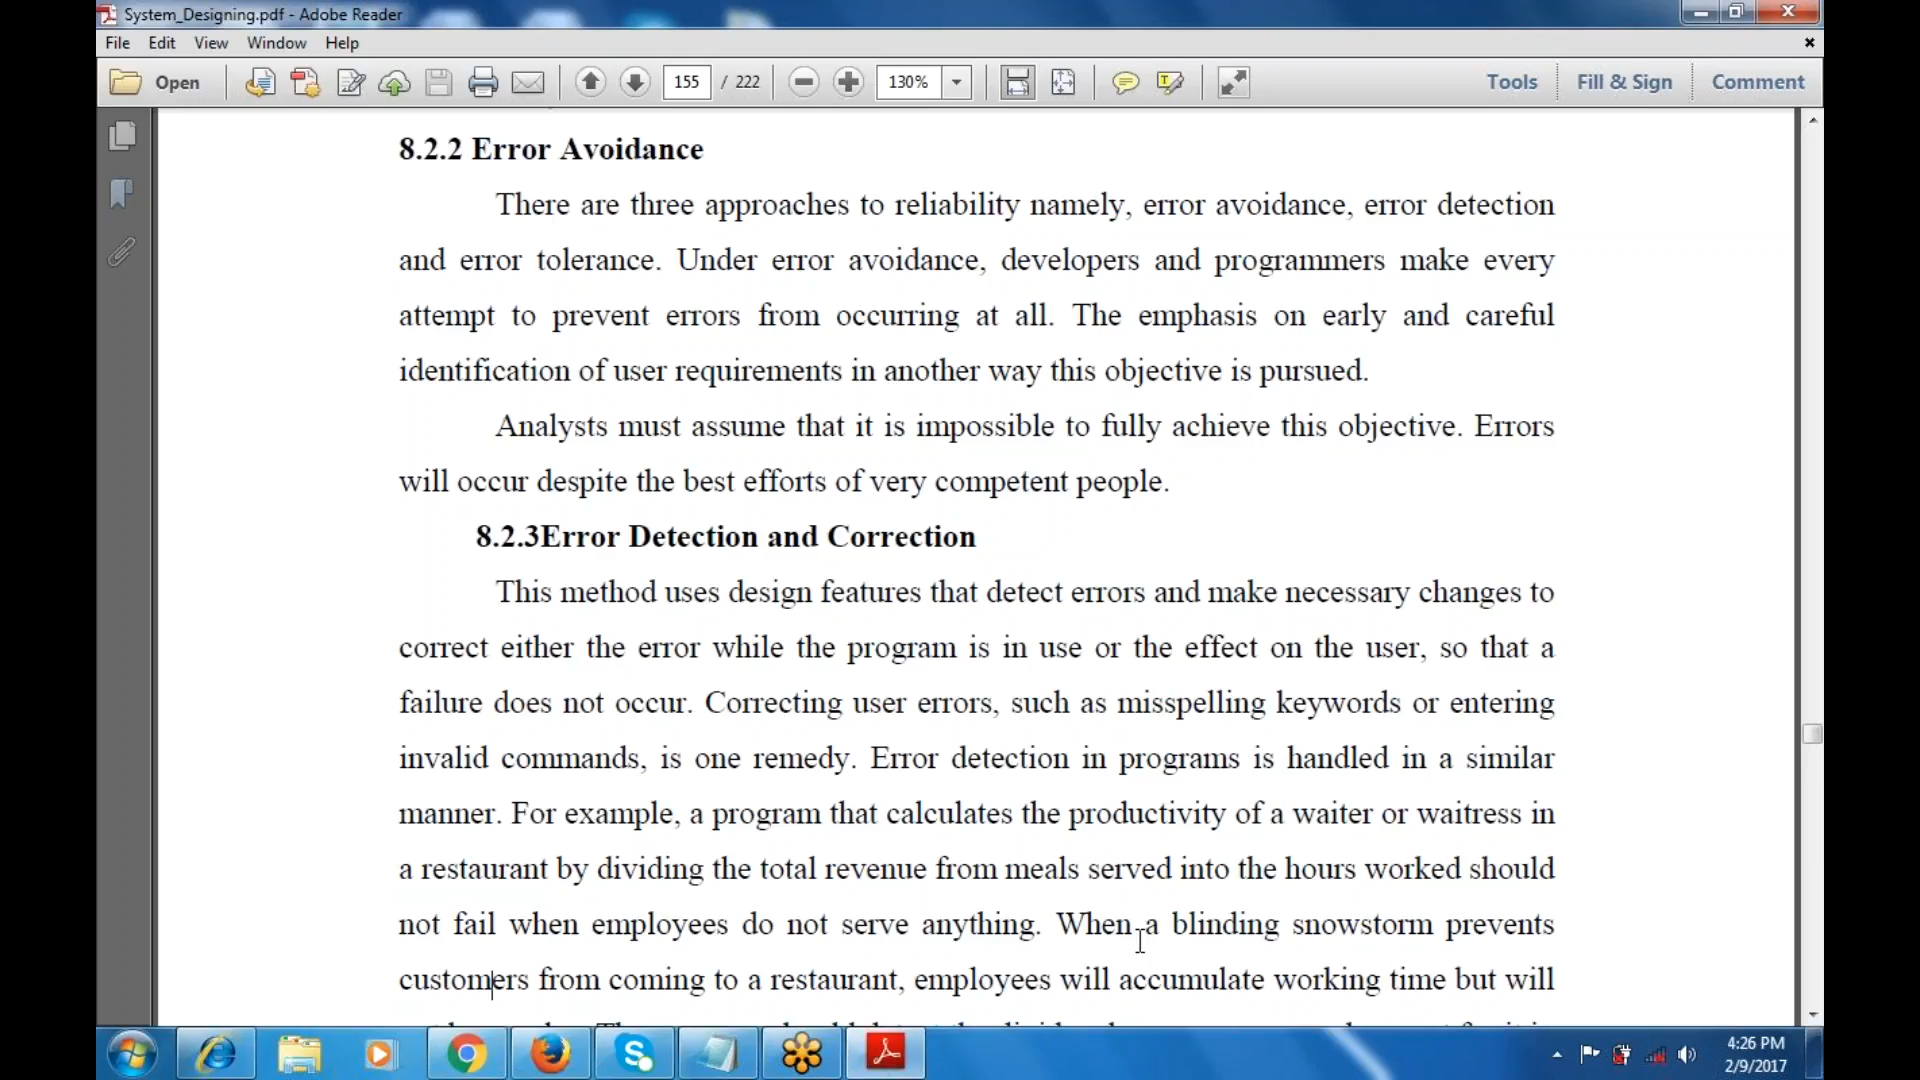 System_Designing.pdf - Adobe Reader
File Edit View Window Help
Open 155 / 222 130% Tools Fill & Sign Comment
8.2.2 Error Avoidance
There are three approaches to reliability namely, error avoidance, error detection
and error tolerance. Under error avoidance, developers and programmers make every
attempt to prevent errors from occurring at all. The emphasis on early and careful
identification of user requirements in another way this objective is pursued.
Analysts must assume that it is impossible to fully achieve this objective. Errors
will occur despite the best efforts of very competent people.
8.2.3Error Detection and Correction
This method uses design features that detect errors and make necessary changes to
correct either the error while the program is in use or the effect on the user, so that a
failure does not occur. Correcting user errors, such as misspelling keywords or entering
invalid commands, is one remedy. Error detection in programs is handled in a similar
manner. For example, a program that calculates the productivity of a waiter or waitress in
a restaurant by dividing the total revenue from meals served into the hours worked should
not fail when employees do not serve anything. When a blinding snowstorm prevents
customers from coming to a restaurant, employees will accumulate working time but will
4:26 PM
2/9/2017